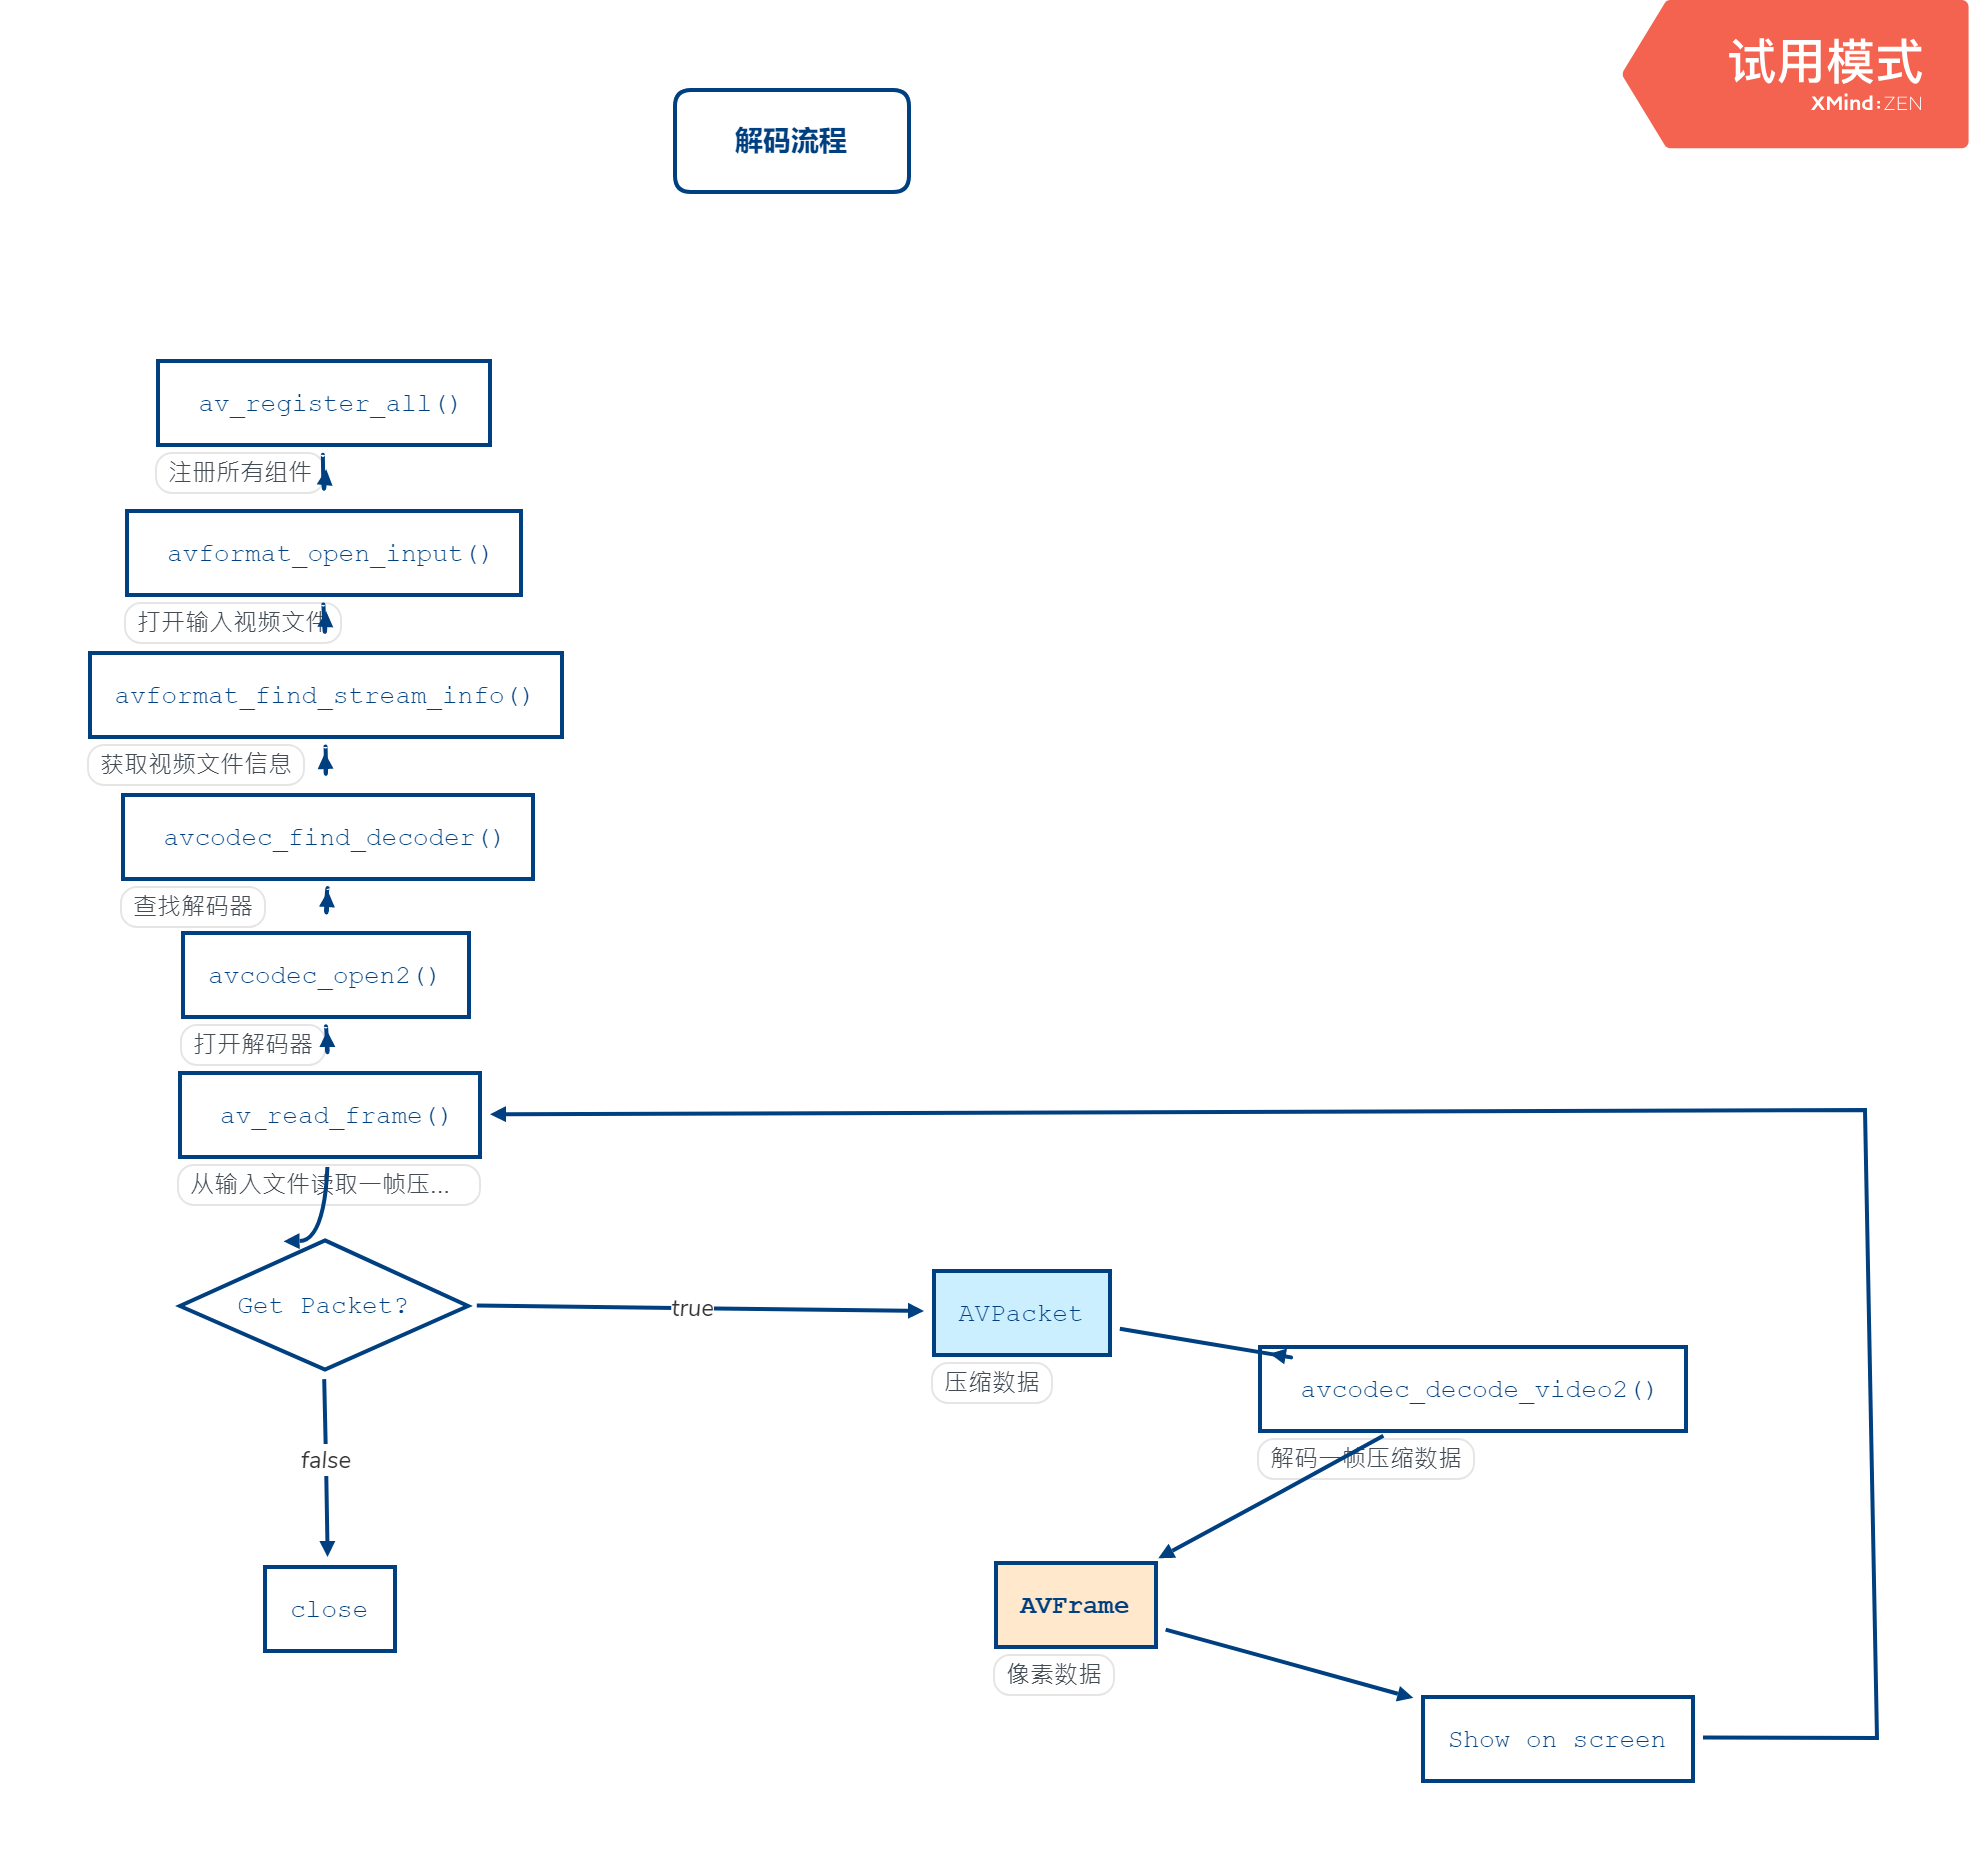 试用模式
XMind:ZEN
解码流程
av_register_all()
注册所有组件
avformat_open_input()
打开输入视频文件
avformat_find_stream_info()
获取视频文件信息
avcodec_find_decoder()
查找解码器
avcodec_open2()
打开解码器
av_read_frame()
从输入文件读取一帧压...
Get Packet?
true
AVPacket
压缩数据
avcodec_decode_video2()
解码一帧压缩数据
false
close
AVFrame
像素数据
Show on screen